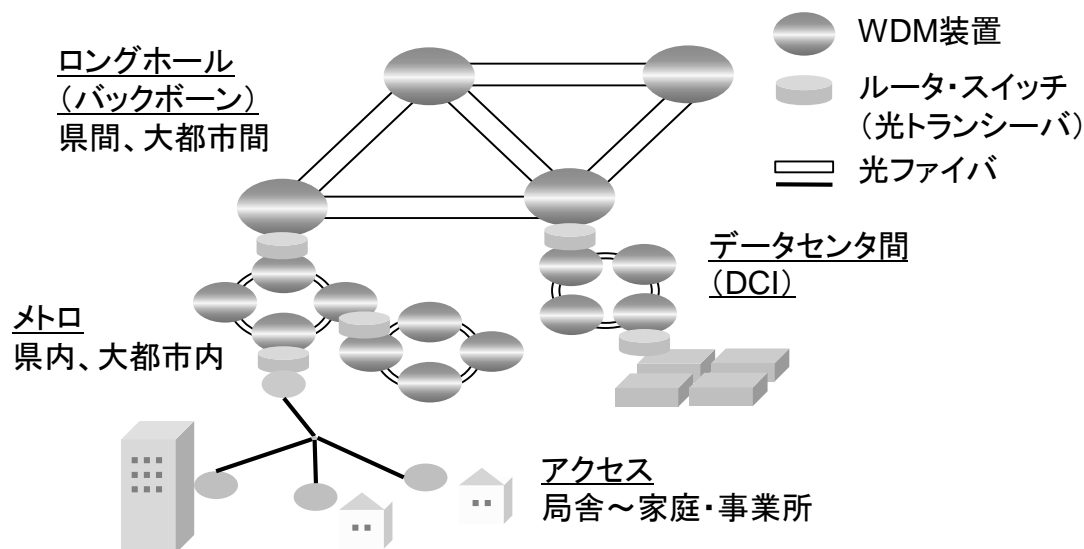 ロングホール
(バックボーン)
県間、大都市間
WDM装置
ルータ・スイッチ
(光トランシーバ)
光ファイバ
データセンタ間
(DCI)
メトロ
県内、大都市内
アクセス
局舎～家庭・事業所